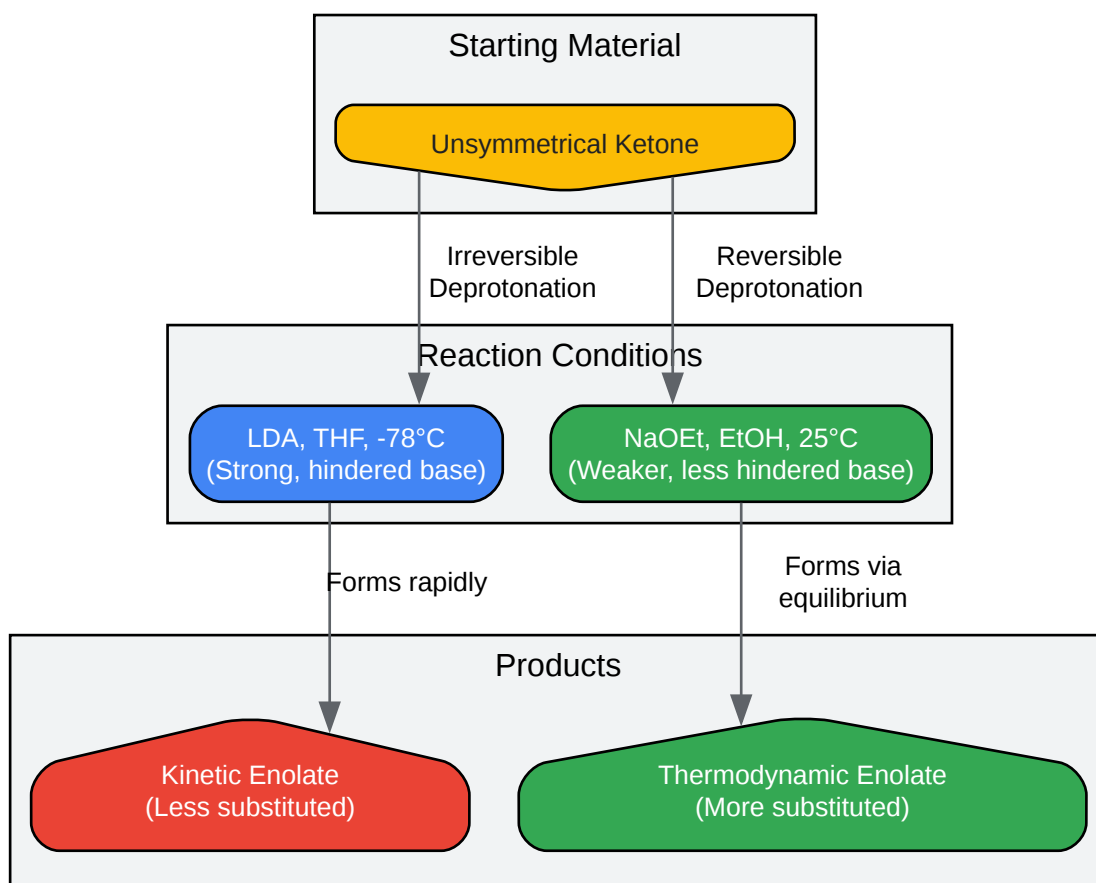 Starting Material
Unsymmetrical Ketone
Irreversible
Deprotonation
Reversible
Deprotonation
Reaction Conditions
LDA, THF, -78°C
(Strong, hindered base)
NaOEt, EtOH, 25°C
(Weaker, less hindered base)
Forms rapidly
Forms via
equilibrium
Products
Kinetic Enolate
(Less substituted)
Thermodynamic Enolate
(More substituted)